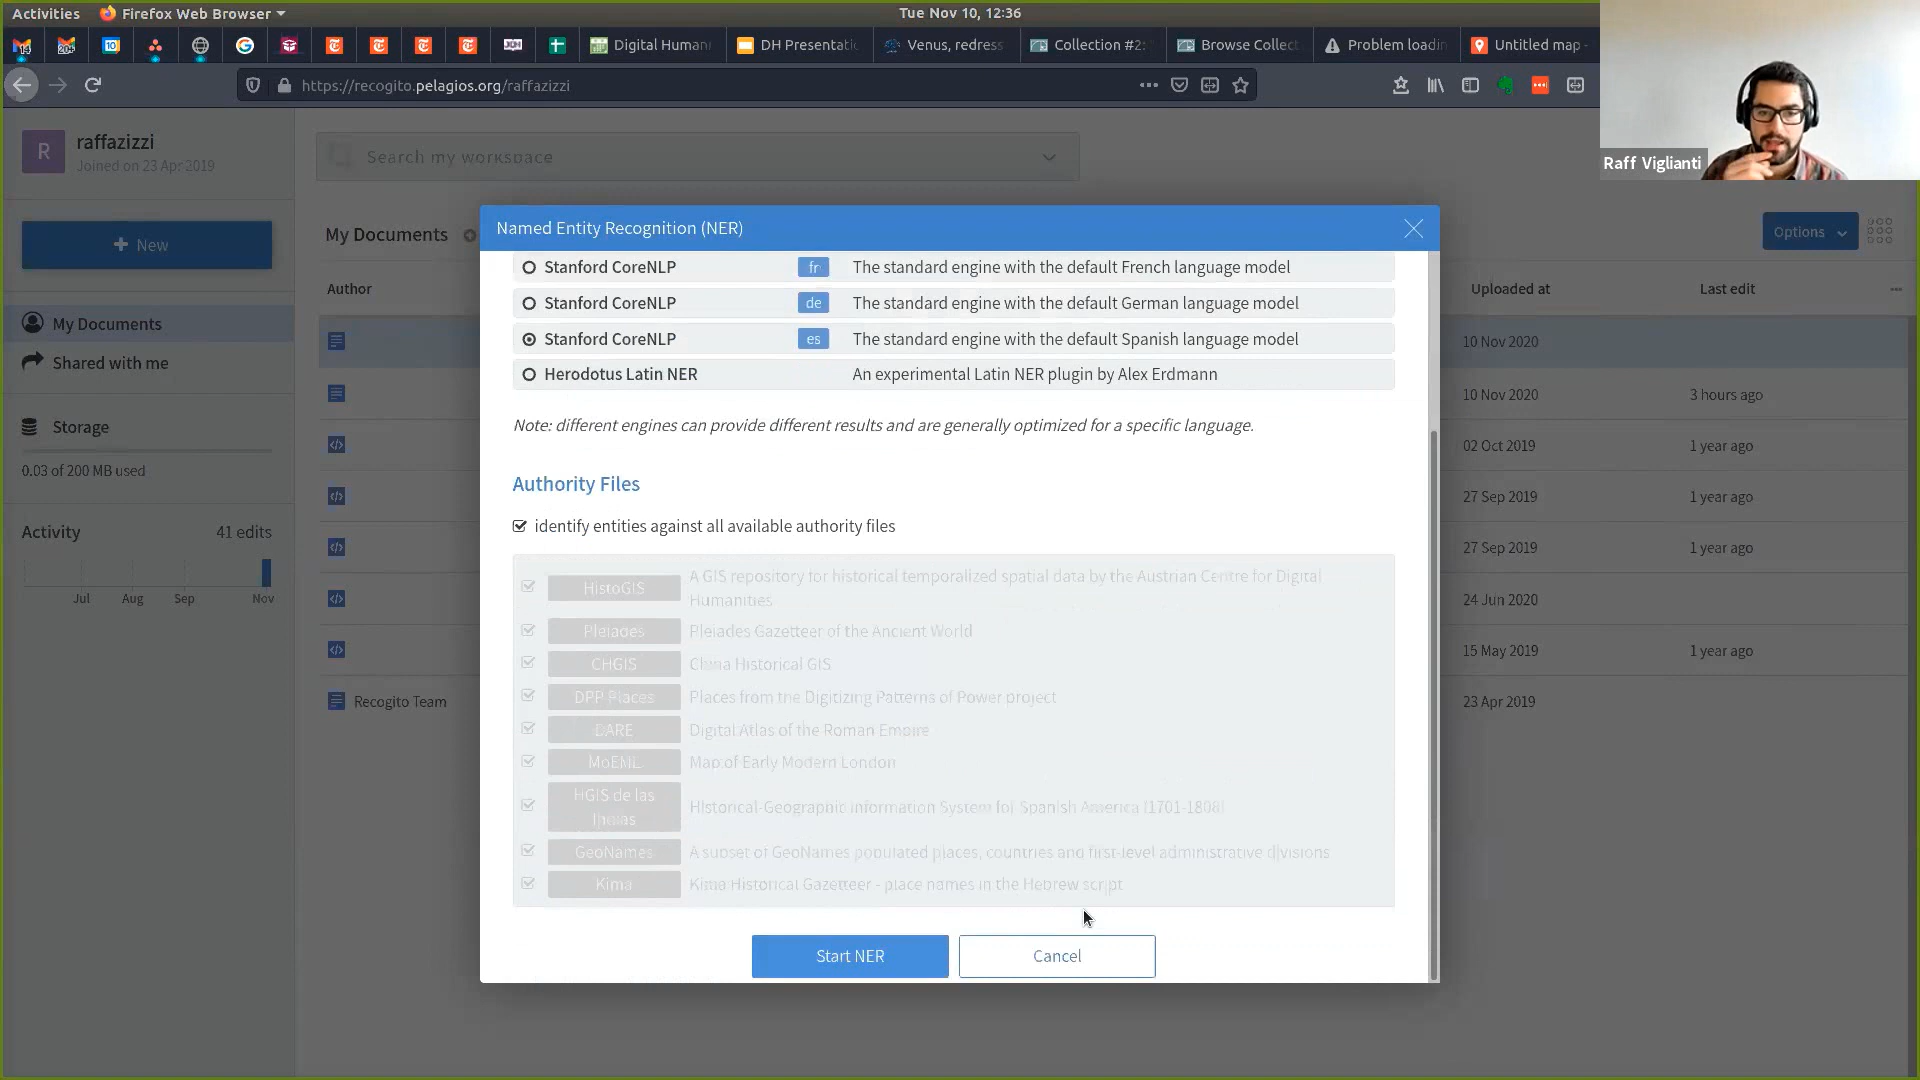 Activities
Firefox Web Browser
Tue Nov 10, 12:36
Digital Human
DH Presentatio
Venus, redress
Collection #2:
Browse Collect
Problem loadin
Untitled map -
https://recogito.pelagios.org/raffazizzi
Raff Viglianti
R
raffazizzi
Joined on 23 Apr 2019
Search my workspace
+ New
My Documents
Options
Author
Uploaded at
Last edit
My Documents
Shared with me
Storage
0.03 of 200 MB used
Activity
41 edits
Jul
Aug
Sep
Nov
Recogito Team
10 Nov 2020
10 Nov 2020
3 hours ago
02 Oct 2019
1 year ago
27 Sep 2019
1 year ago
27 Sep 2019
1 year ago
24 Jun 2020
15 May 2019
1 year ago
23 Apr 2019
Named Entity Recognition (NER)
Stanford CoreNLP fr The standard engine with the default French language model
Stanford CoreNLP de The standard engine with the default German language model
Stanford CoreNLP es The standard engine with the default Spanish language model
Herodotus Latin NER An experimental Latin NER plugin by Alex Erdmann
Note: different engines can provide different results and are generally optimized for a specific language.
Authority Files
identify entities against all available authority files
HistoGIS A GIS repository for historical temporalized spatial data by the Austrian Centre for Digital
Humanities
Pleiades Pleiades Gazetteer of the Ancient World
CHGIS China Historical GIS
DPP Places Places from the Digitizing Patterns of Power project
DARE Digital Atlas of the Roman Empire
MoEML Map of Early Modern London
HGIS de las
Indias
Historical-Geographic information System for Spanish America (1701-1808)
GeoNames A subset of GeoNames populated places, countries and first-level administrative divisions
Kima Kima Historical Gazetteer - place names in the Hebrew script
Start NER
Cancel